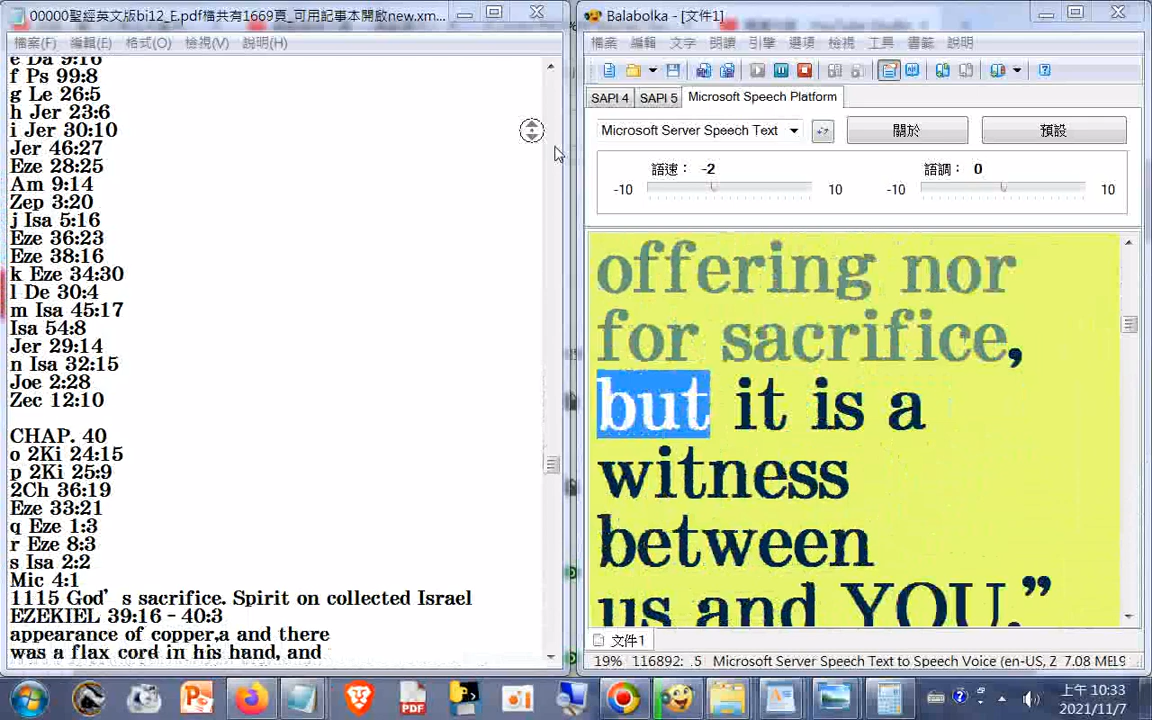 00000聖經英文版bi12_E.pdf檔共有1669頁_可用記事本開啟new.xm...
檔案(F) 編輯(E) 格式(O) 檢視(V) 說明(H)
e Da 9:16
f Ps 99:8
g Le 26:5
h Jer 23:6
i Jer 30:10
Jer 46:27
Eze 28:25
Am 9:14
Zep 3:20
j Isa 5:16
Eze 36:23
Eze 38:16
k Eze 34:30
l De 30:4
m Isa 45:17
Isa 54:8
Jer 29:14
n Isa 32:15
Joe 2:28
Zec 12:10
CHAP. 40
o 2Ki 24:15
p 2Ki 25:9
2Ch 36:19
Eze 33:21
q Eze 1:3
r Eze 8:3
s Isa 2:2
Mic 4:1
1115 God’s sacrifice. Spirit on collected Israel
EZEKIEL 39:16–40:3
appearance of copper,a and there
was a flax cord in his hand, and
Balabolka - [文件1]
檔案 編輯 文字 朗讀 引擎 選項 檢視 工具 書籤 說明
SAPI 4 SAPI 5 Microsoft Speech Platform
Microsoft Server Speech Text 關於 預設
語速： -2 語調： 0
-10 10 -10 10
offering nor
for sacrifice,
but it is a
witness
between
us and YOU.”
文件1
19% 116892: .5 Microsoft Server Speech Text to Speech Voice (en-US, Z 7.08 ME
上午 10:33
2021/11/7